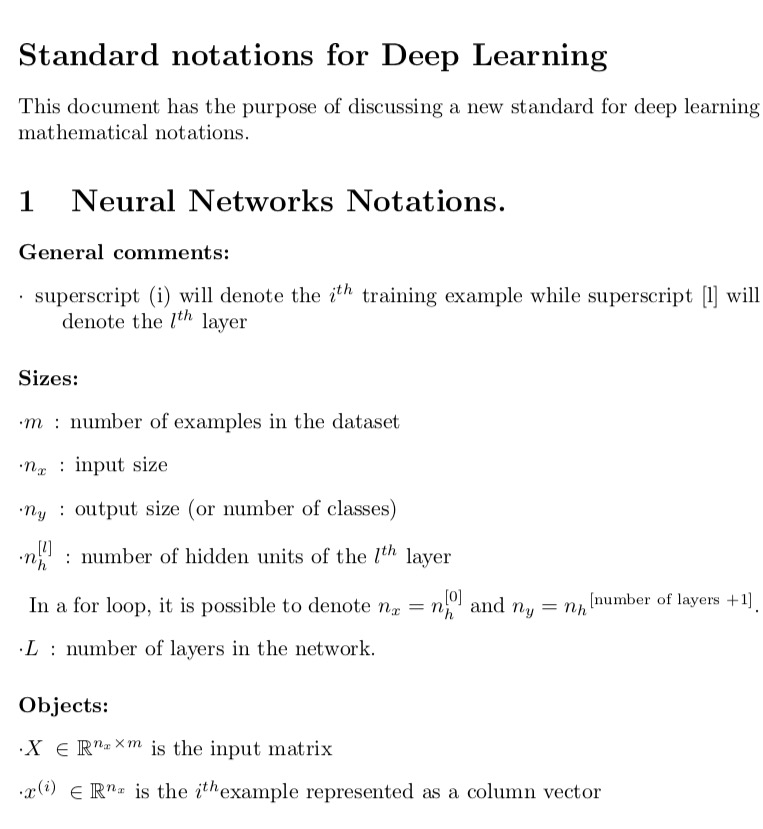 Standard notations for Deep Learning
This document has the purpose of discussing a new standard for deep learning
mathematical notations.
1 Neural Networks Notations.
General comments:
· superscript (i) will denote the $i^{th}$ training example while superscript [l] will
denote the $l^{th}$ layer
Sizes:
·$m$ : number of examples in the dataset
·$n_x$ : input size
·$n_y$ : output size (or number of classes)
·$n_h^{[l]}$ : number of hidden units of the $l^{th}$ layer
In a for loop, it is possible to denote $n_x = n_h^{[0]}$ and $n_y = n_h^{[\text{number of layers +1}]}$.
·$L$ : number of layers in the network.
Objects:
·$X \in \mathbb{R}^{n_x \times m}$ is the input matrix
·$x^{(i)} \in \mathbb{R}^{n_x}$ is the $i^{th}$example represented as a column vector